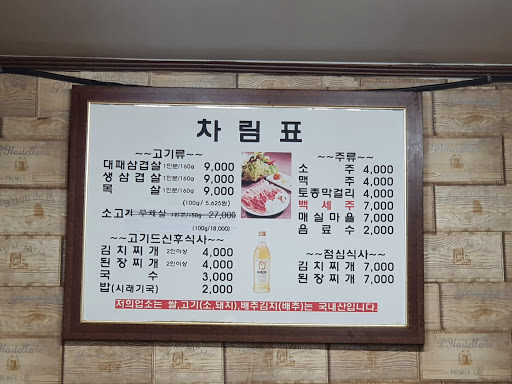 차림표
~~고기류~~
대패삼겹살 1인분/160g 9,000
생삼겹살 1인분/160g 9,000
목살 1인분/160g 9,000
(100g/ 5,625원)
소고기 부채살 1인분/150g 27,000
(100g/18,000)
~~고기드신후식사~~
김치찌개 2인이상 4,000
된장찌개 2인이상 4,000
국수 3,000
밥(시래기국) 2,000
~~주류~~
소주 4,000
맥주 4,000
토종막걸리 4,000
백세주 7,000
매실마을 7,000
음료수 2,000
~~점심식사~~
김치찌개 7,000
된장찌개 7,000
저희업소는 쌀,고기(소,돼지),배추김치(배추)는 국내산입니다.